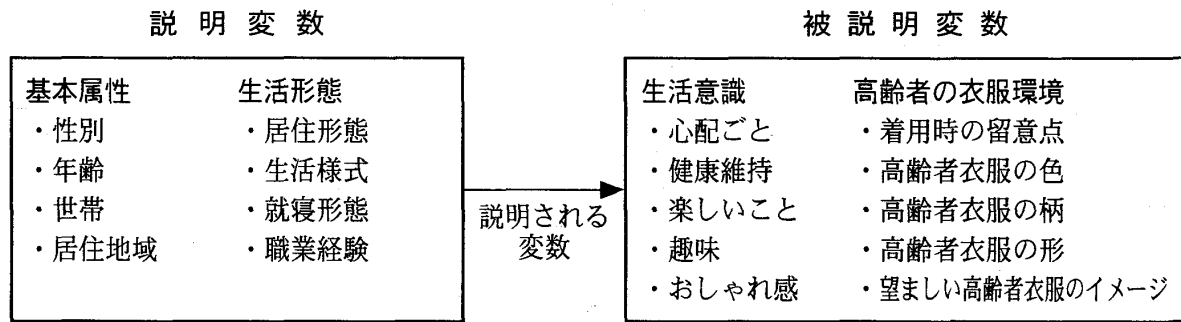 説明変数
被説明変数
基本属性
・性別
・年齢
・世帯
・居住地域
生活形態
・居住形態
・生活様式
・就寝形態
・職業経験
説明される
変数
生活意識
・心配ごと
・健康維持
・楽しいこと
・趣味
・おしゃれ感
高齢者の衣服環境
・着用時の留意点
・高齢者衣服の色
・高齢者衣服の柄
・高齢者衣服の形
・望ましい高齢者衣服のイメージ